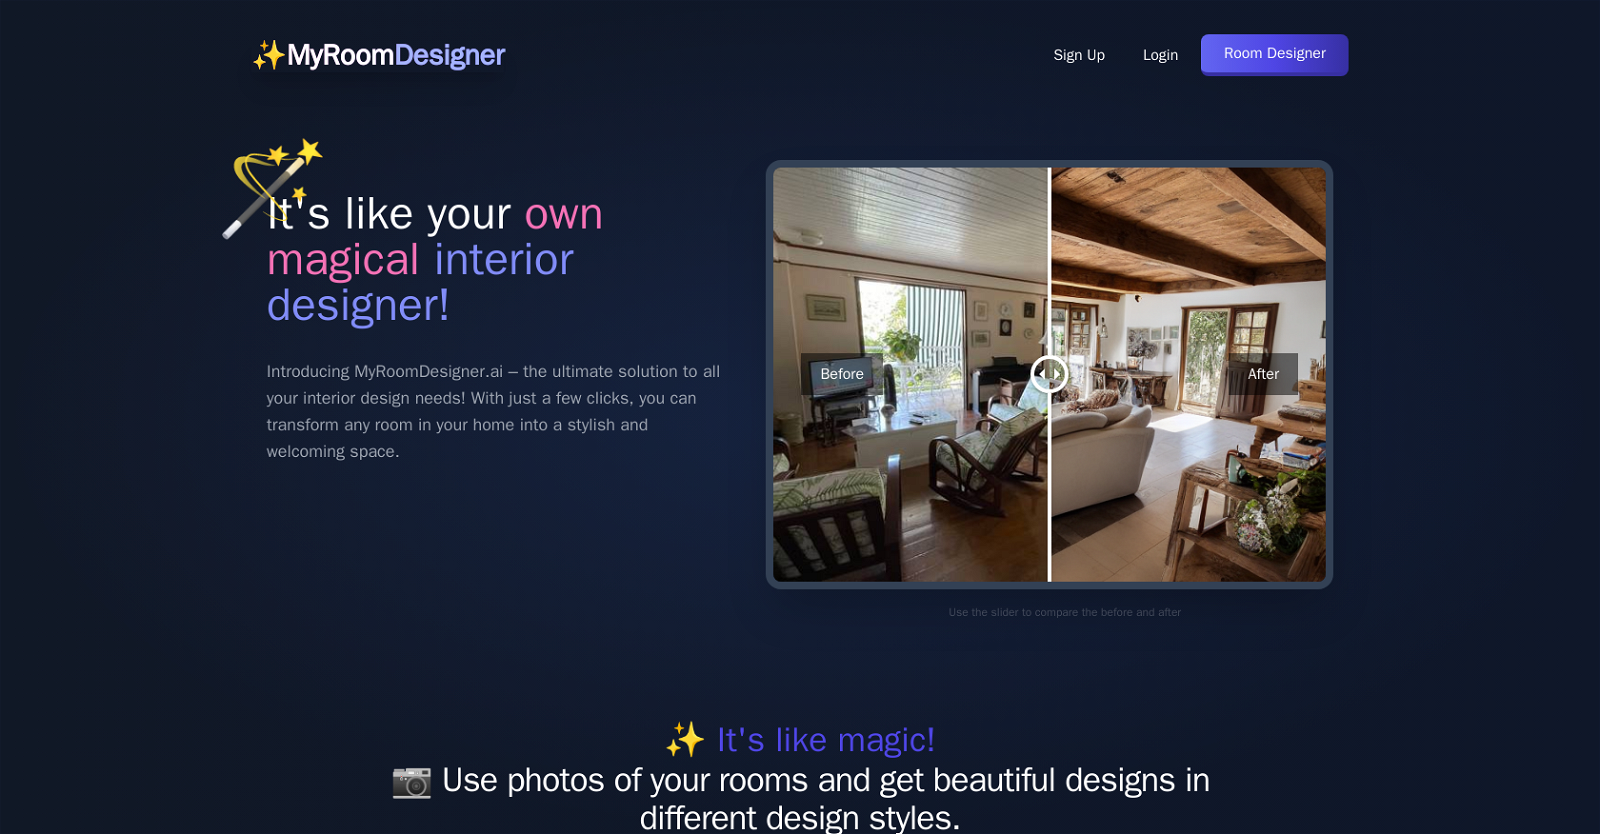 MyRoomDesigner
Sign Up
Login
Room Designer
It's like your own
magical interior
designer!
Introducing MyRoomDesigner.ai – the ultimate solution to all
your interior design needs! With just a few clicks, you can
transform any room in your home into a stylish and
welcoming space.
Before
After
Use the slider to compare the before and after
It's like magic!
Use photos of your rooms and get beautiful designs in
different design styles.